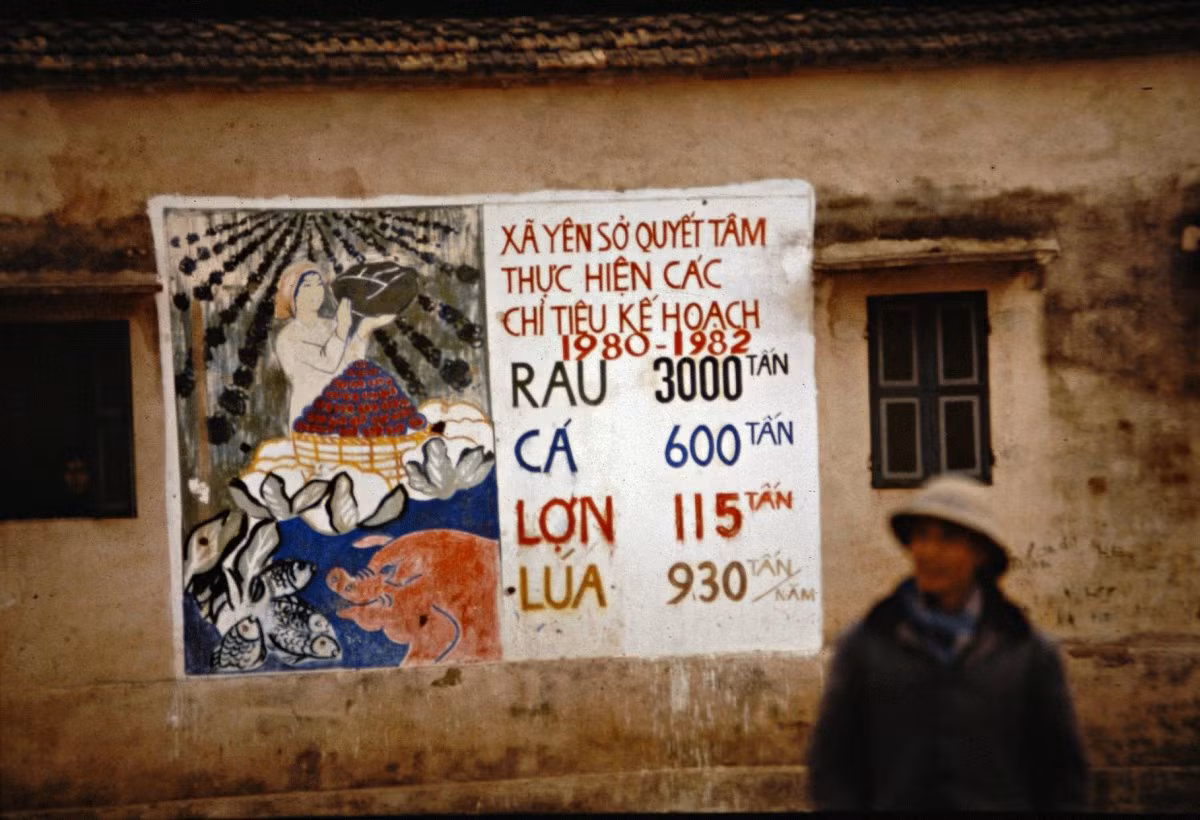 XÃ YÊN SỞ QUYẾT TÂM
THỰC HIỆN CÁC
CHỈ TIÊU KẾ HOẠCH
1980-1982
RAU 3000 TẤN
CÁ 600 TẤN
LỢN 115 TẤN
LÚA 930 TẤN/NĂM